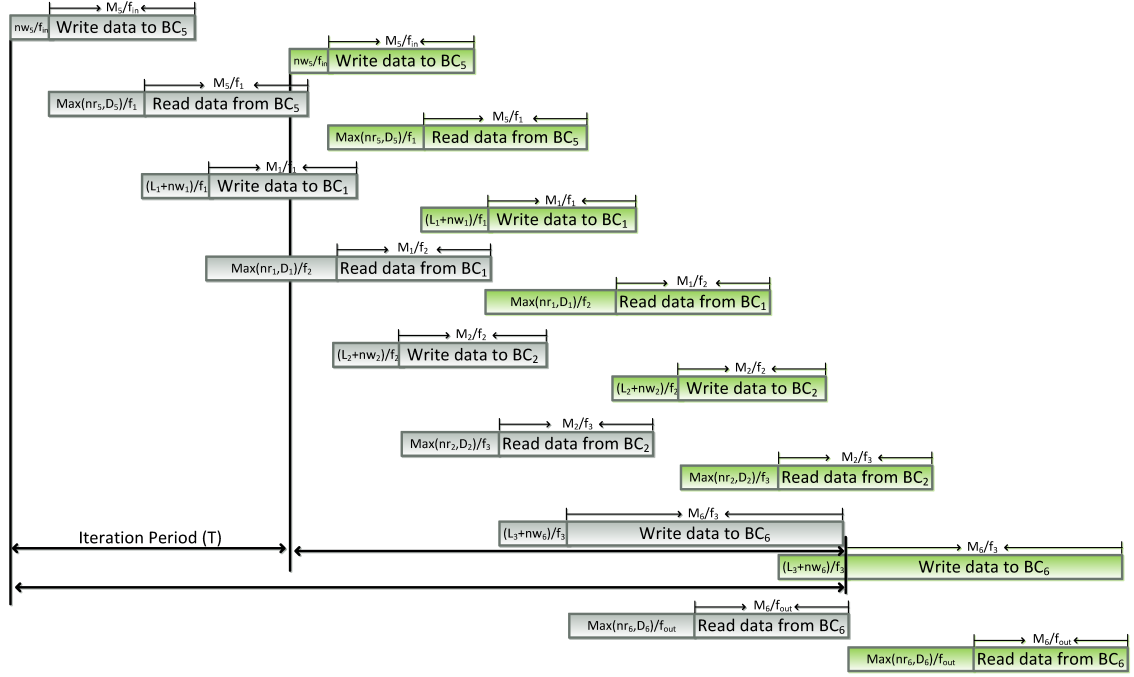 M₅/fᵢₙ
nw₅/fᵢₙ Write data to BC₅
M₅/fᵢₙ
nw₅/fᵢₙ Write data to BC₅
M₅/f₁
Max(nr₅,D₅)/f₁ Read data from BC₅
M₅/f₁
Max(nr₅,D₅)/f₁ Read data from BC₅
M₁/f₁
(L₁+nw₁)/f₁ Write data to BC₁
M₁/f₁
(L₁+nw₁)/f₁ Write data to BC₁
M₁/f₂
Max(nr₁,D₁)/f₂ Read data from BC₁
M₁/f₂
Max(nr₁,D₁)/f₂ Read data from BC₁
M₂/f₂
(L₂+nw₂)/f₂ Write data to BC₂
M₂/f₂
(L₂+nw₂)/f₂ Write data to BC₂
M₂/f₃
Max(nr₂,D₂)/f₃ Read data from BC₂
M₂/f₃
Max(nr₂,D₂)/f₃ Read data from BC₂
M₆/f₃
(L₃+nw₆)/f₃ Write data to BC₆
Iteration Period (T)
M₆/f₃
(L₃+nw₆)/f₃ Write data to BC₆
M₆/fₒᵤₜ
Max(nr₆,D₆)/fₒᵤₜ Read data from BC₆
M₆/fₒᵤₜ
Max(nr₆,D₆)/fₒᵤₜ Read data from BC₆